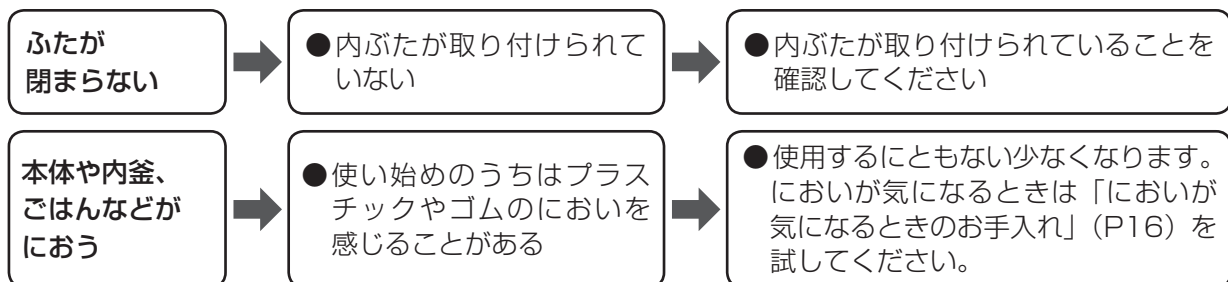 ふたが
閉まらない
●内ぶたが取り付けられて
いない
●内ぶたが取り付けられていることを
確認してください
本体や内釜、
ごはんなどが
におう
●使い始めのうちはプラス
チックやゴムのにおいを
感じることがある
●使用するにともない少なくなります。
においが気になるときは「においが
気になるときのお手入れ」(P16)を
試してください。